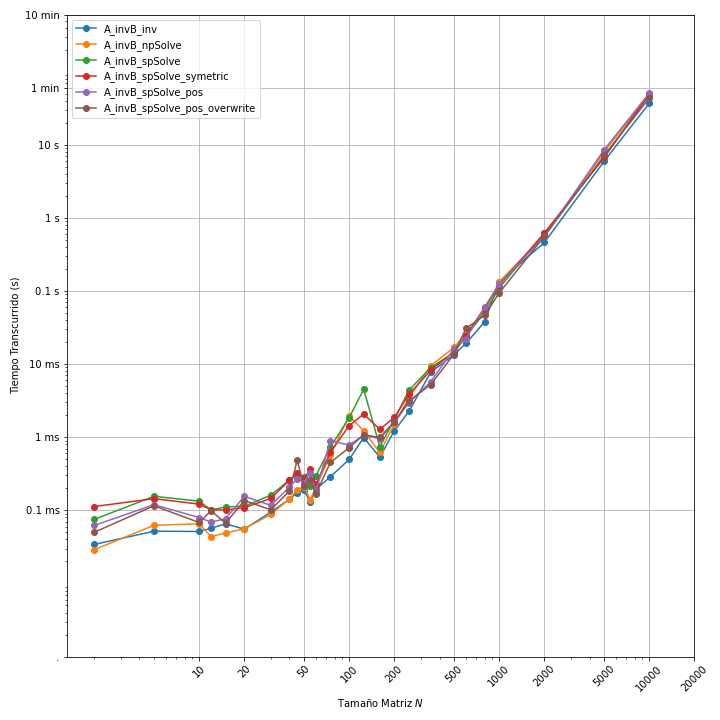 10 min
1 min
10 s
1 s
0.1 s
10 ms
1 ms
0.1 ms
.
Tiempo Transcurrido (s)
A_invB_inv
A_invB_npSolve
A_invB_spSolve
A_invB_spSolve_symetric
A_invB_spSolve_pos
A_invB_spSolve_pos_overwrite
10
20
50
100
200
500
1000
2000
5000
10000
20000
Tamaño Matriz N